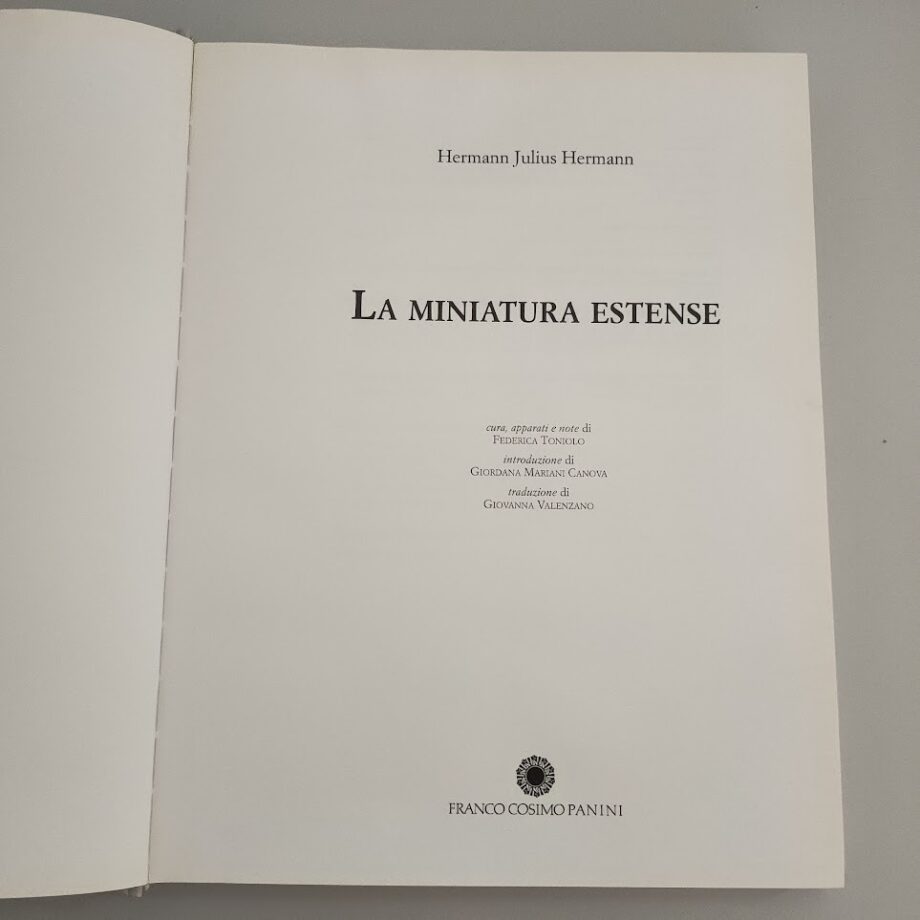 Hermann Julius Hermann
LA MINIATURA ESTENSE
cura, apparati e note di
FEDERICA TONIOLO
introduzione di
GIORDANA MARIANI CANOVA
traduzione di
GIOVANNA VALENZANO
FRANCO COSIMO PANINI